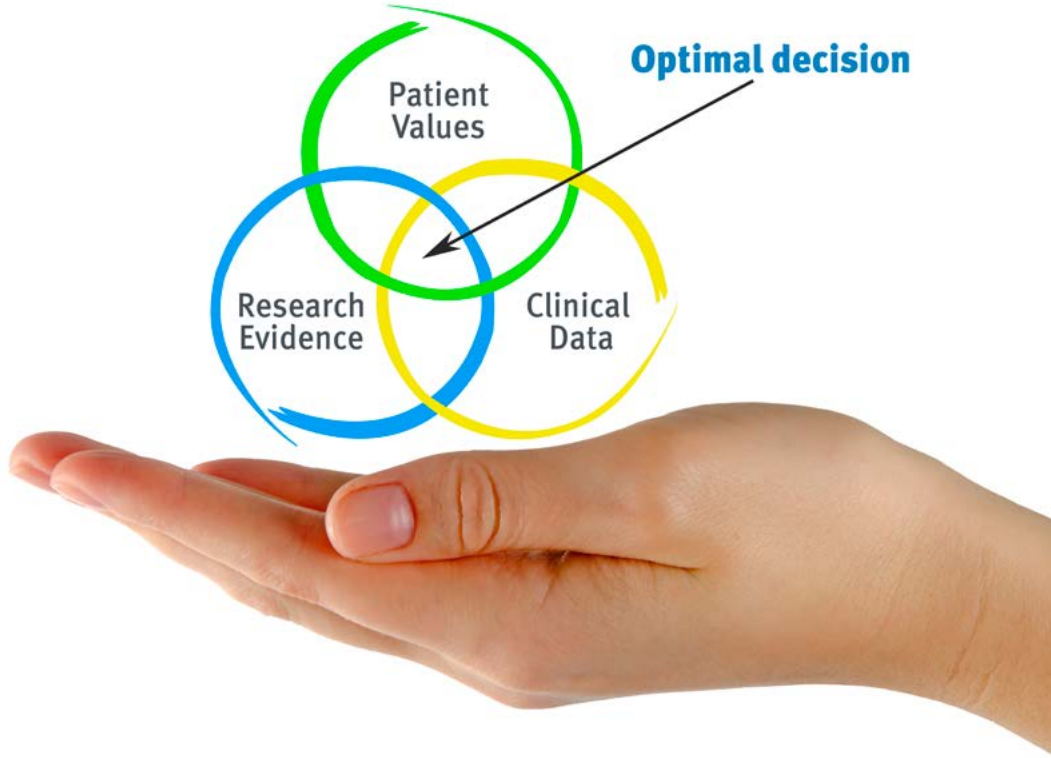 Optimal decision
Patient
Values
Research
Evidence
Clinical
Data